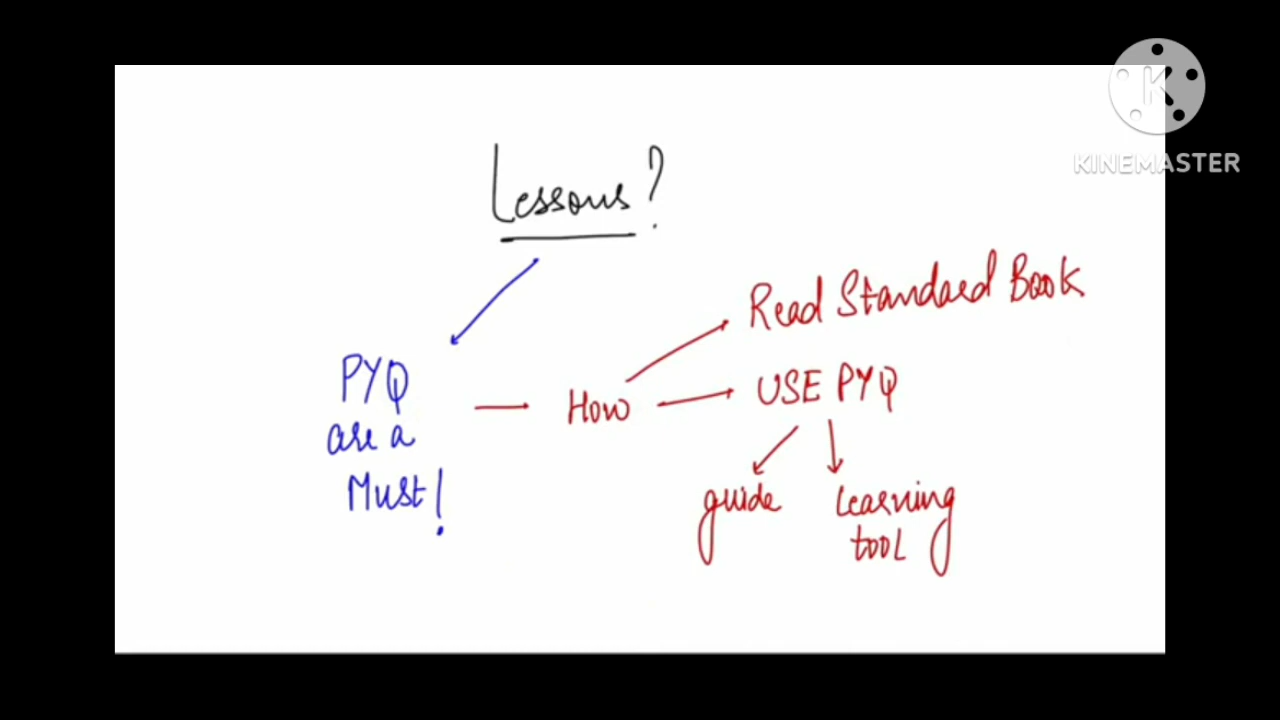 KINEMASTER
Lessons?
Read Standard Book
PYQ
are a
Must!
How
USE PYQ
guide
learning
tool